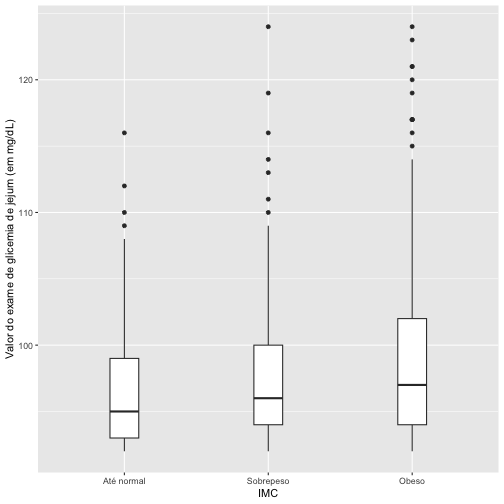 Valor do exame de glicemia de jejum (em mg/dL)
120
110
100
Até normal
Sobrepeso
Obeso
IMC